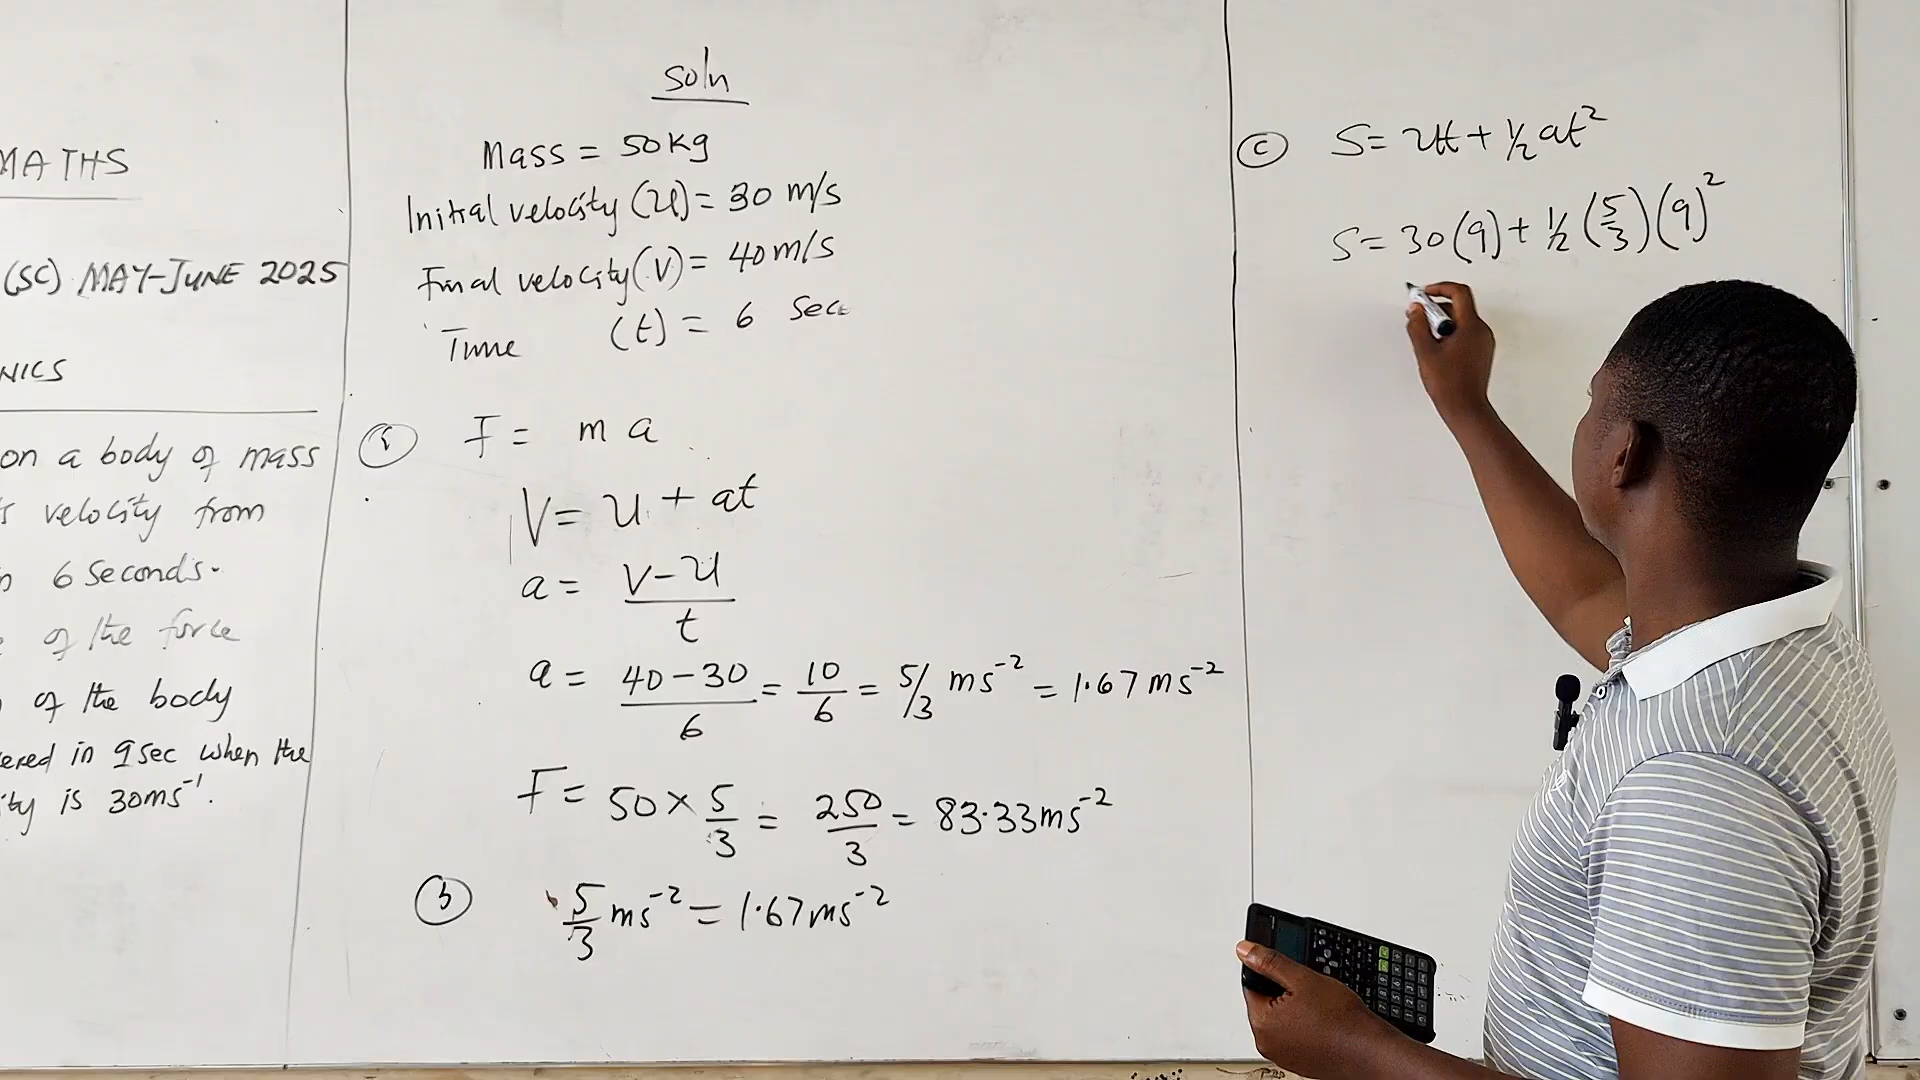 MATHS
(SC) MAY-JUNE 2025
NICS
on a body of mass
velocity from
6 Seconds.
of the force
of the body
ered in 9sec when the
ity is 30ms⁻¹.
soln
Mass = 50kg
Initial velocity (u) = 30 m/s
Final velocity (v) = 40m/s
Time (t) = 6 Sec
F = ma
V = u + at
a = (v-u)/t
a = (40-30)/6 = 10/6 = 5/3 ms⁻² = 1.67ms⁻²
F = 50 × 5/3 = 250/3 = 83.33ms⁻²
5/3 ms⁻² = 1.67ms⁻²
c S = ut + ½at²
S = 30(9) + ½(5/3)(9)²